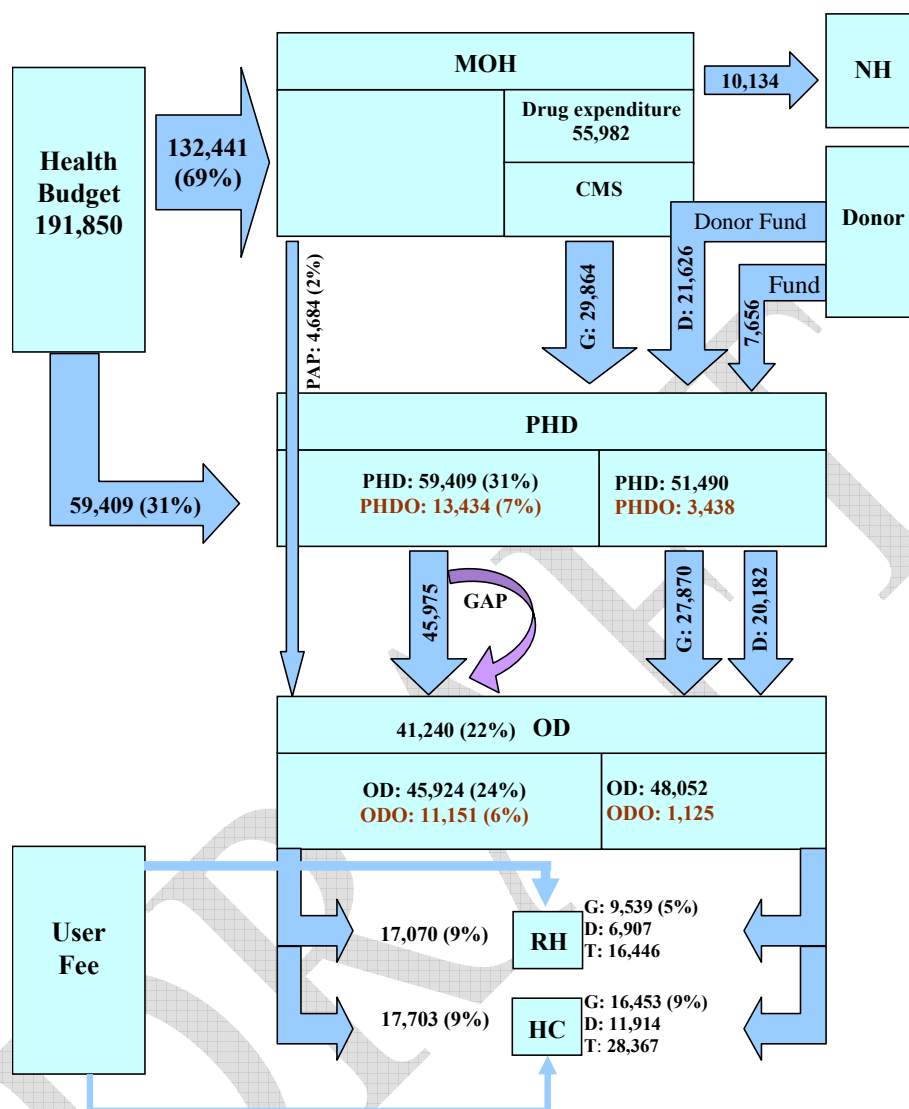 MOH
NH
10,134
Drug expenditure
55,982
132,441
(69%)
Health
Budget
191,850
CMS
Donor Fund
Donor
PAP: 4,684 (2%)
G: 29,864
D: 21,626
Fund
7,656
PHD
59,409 (31%)
PHD: 59,409 (31%)
PHDO: 13,434 (7%)
PHD: 51,490
PHDO: 3,438
45,975
GAP
G: 27,870
D: 20,182
41,240 (22%) OD
OD: 45,924 (24%)
ODO: 11,151 (6%)
OD: 48,052
ODO: 1,125
User
Fee
17,070 (9%)
RH
G: 9,539 (5%)
D: 6,907
T: 16,446
17,703 (9%)
HC
G: 16,453 (9%)
D: 11,914
T: 28,367
DRAFT